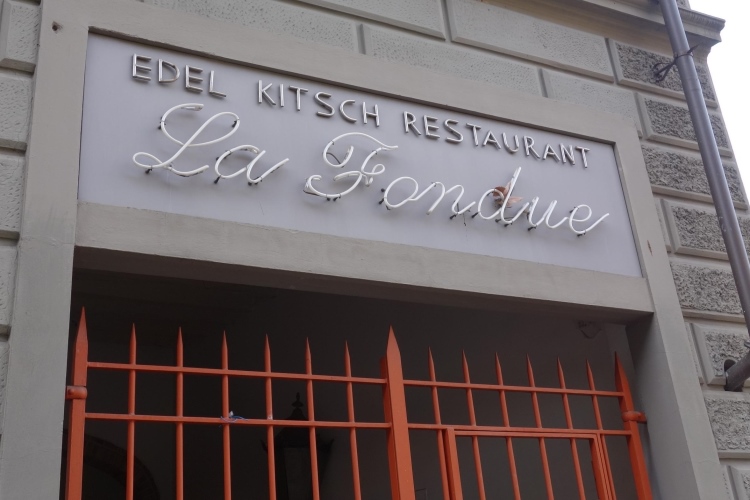 EDEL KITSCH RESTAURANT
La Fondue